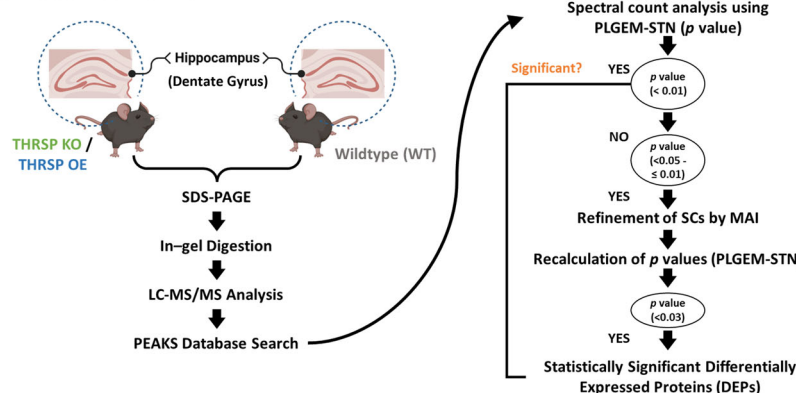 Hippocampus
(Dentate Gyrus)
THRSP KO /
THRSP OE
Wildtype (WT)
SDS-PAGE
In–gel Digestion
LC-MS/MS Analysis
PEAKS Database Search
Spectral count analysis using
PLGEM-STN (p value)
Significant?
YES
p value
(< 0.01)
NO
p value
(<0.05 -
≤ 0.01)
YES
Refinement of SCs by MAI
Recalculation of p values (PLGEM-STN
p value
(<0.03)
YES
Statistically Significant Differentially
Expressed Proteins (DEPs)